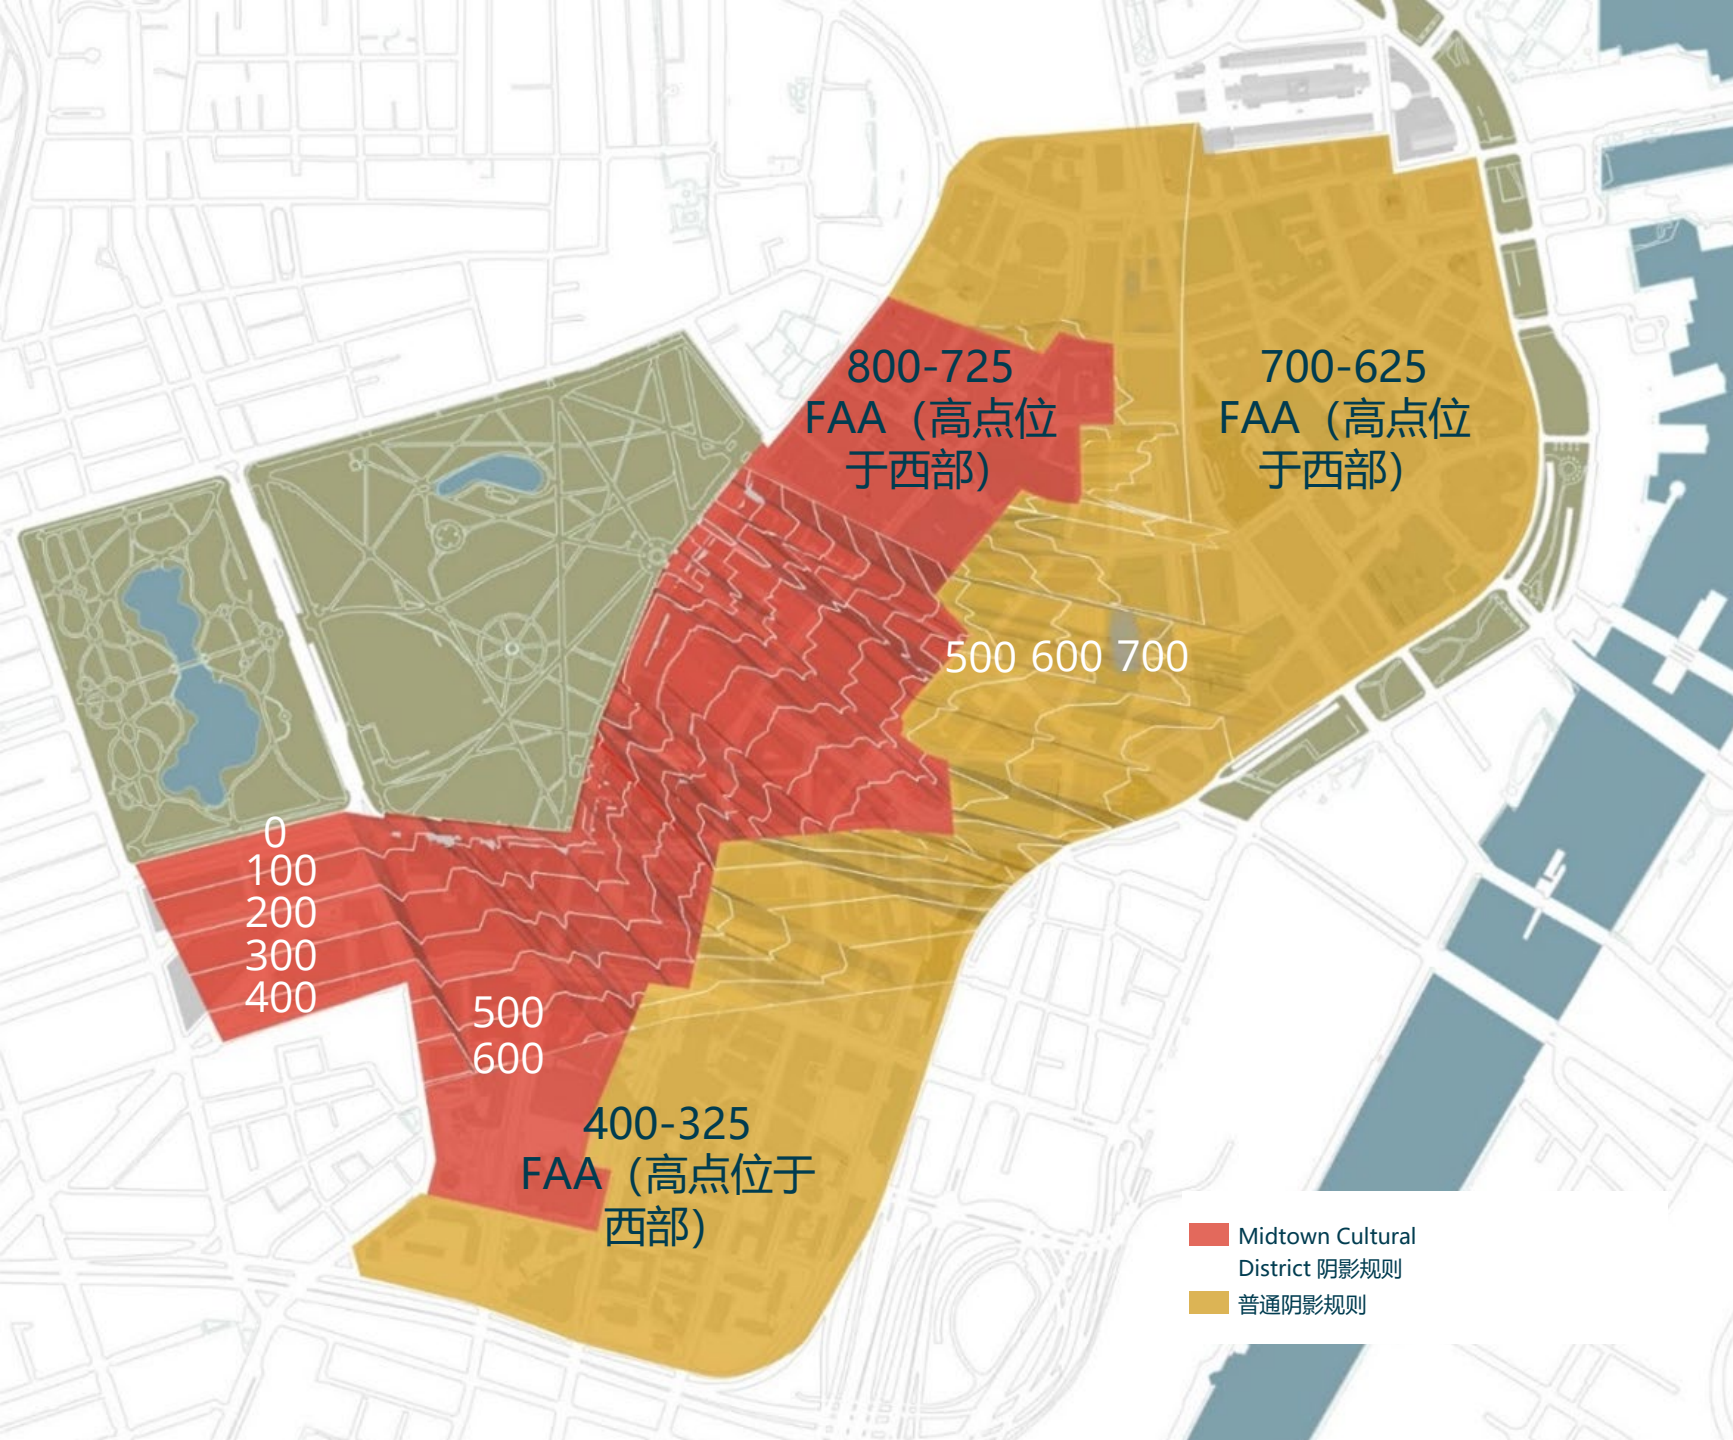 800-725
FAA（高点位
于西部）
700-625
FAA（高点位
于西部）
500 600 700
0
100
200
300
400
500
600
400-325
FAA（高点位于
西部）
Midtown Cultural
District 阴影规则
普通阴影规则